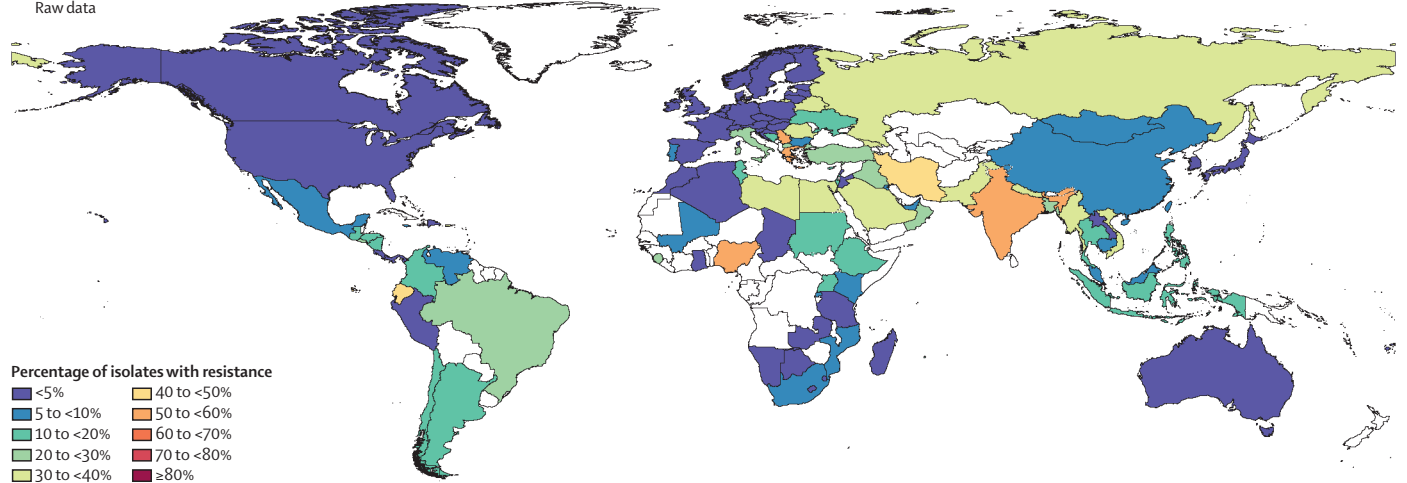 Raw data
Percentage of isolates with resistance
<5%
5 to <10%
10 to <20%
20 to <30%
30 to <40%
40 to <50%
50 to <60%
60 to <70%
70 to <80%
≥80%